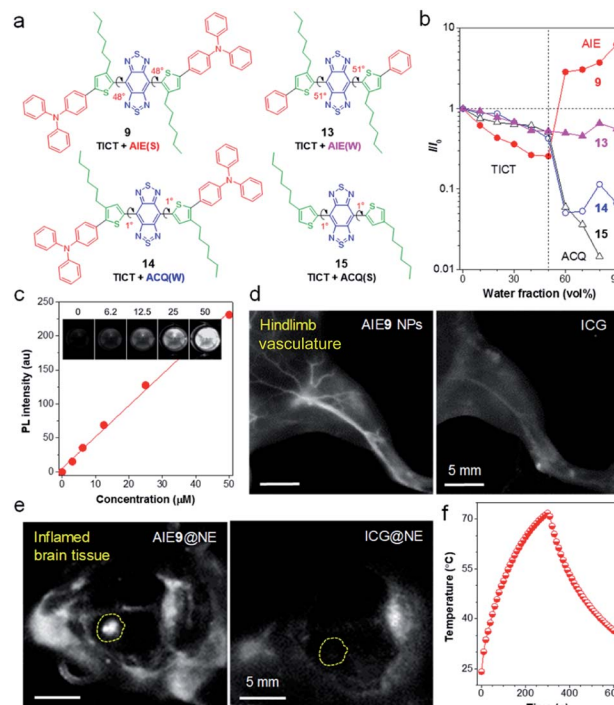 a
48°
48°
9
TICT + AIE(S)
51°
51°
13
TICT + AIE(W)
1°
1°
14
TICT + ACQ(W)
1°
1°
15
TICT + ACQ(S)
b
AIE
9
13
14
15
TICT
ACQ
I/I0
10
1
0.1
0.01
0 30 60 9
Water fraction (vol%)
c
0 6.2 12.5 25 50
PL intensity (au)
250
200
150
100
50
0
0 10 20 30 40 50
Concentration (μM)
d
Hindlimb
vasculature
AIE9 NPs
ICG
5 mm
e
Inflamed
brain tissue
AIE9@NE
ICG@NE
5 mm
f
Temperature (°C)
70
55
40
25
0 200 400 60